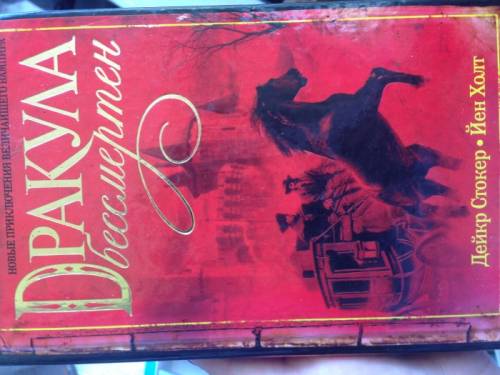 НОВЫЕ ПРИКЛЮЧЕНИЯ ВЕЛИЧАЙШЕГО ВАМПИРА
ДРАКУЛА
бессмертен
Дейкр Стокер • Йен Холт